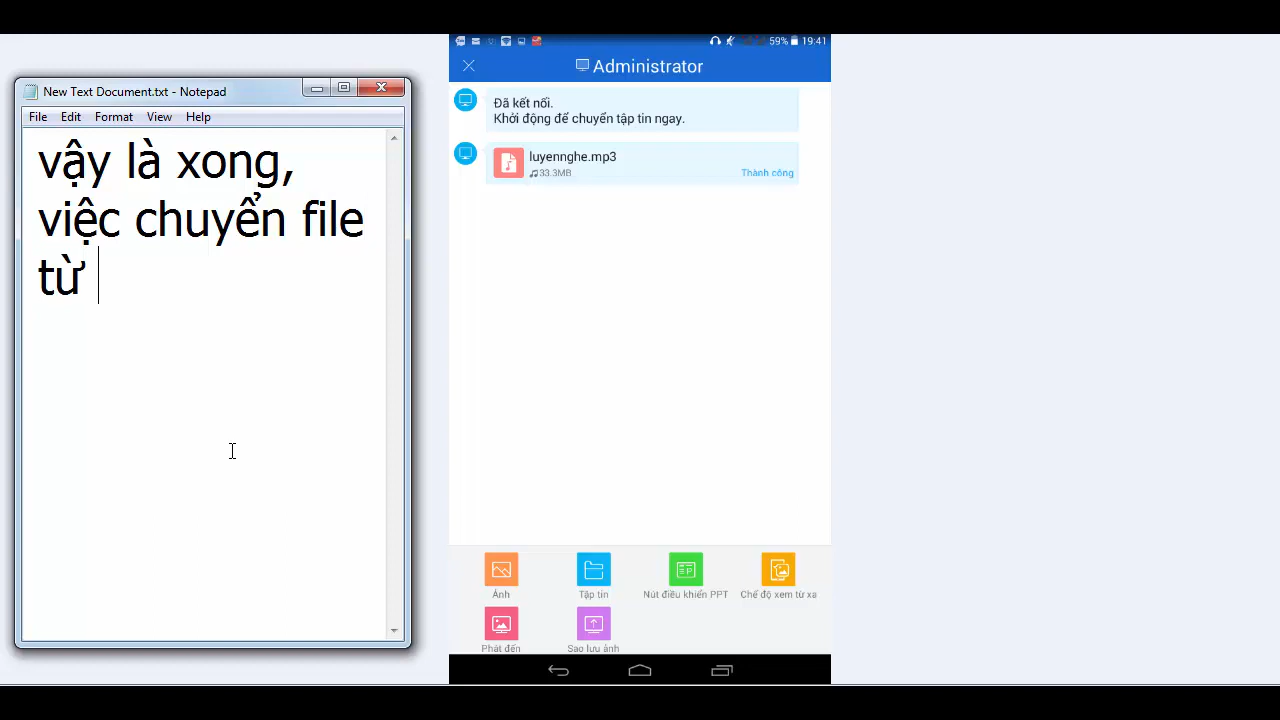 New Text Document.txt - Notepad
File Edit Format View Help
vậy là xong,
việc chuyển file
từ
59% 19:41
Administrator
Đã kết nối.
Khởi động để chuyển tập tin ngay.
luyennghe.mp3
33.3MB Thành công
Ảnh Tập tin Nút điều khiển PPT Chế độ xem từ xa
Phát đến Sao lưu ảnh